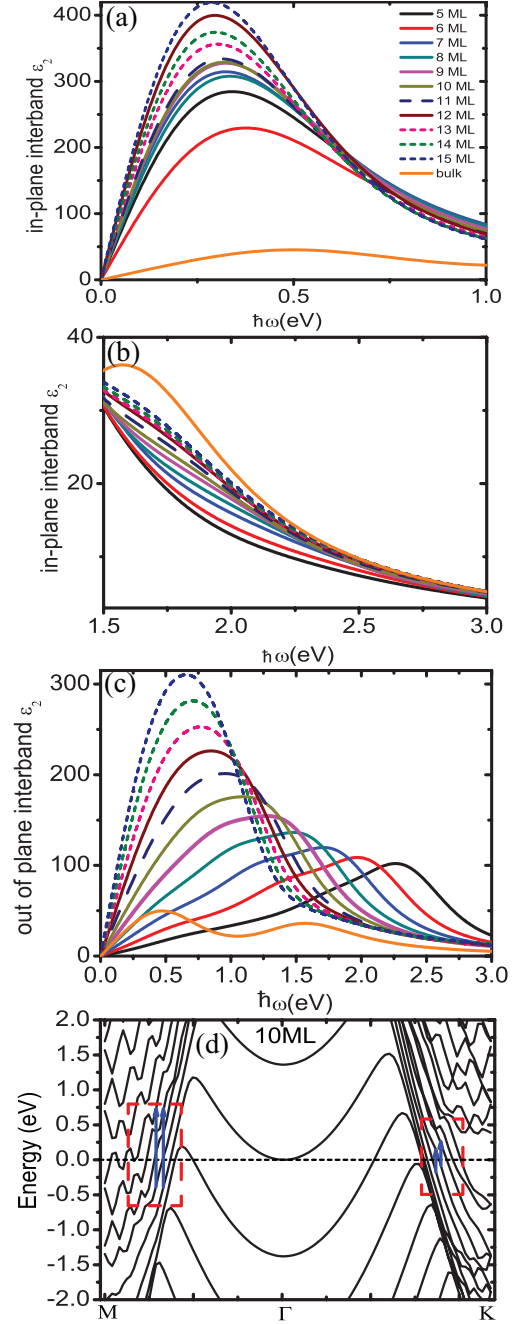 (a)
in-plane interband ε₂
400
300
200
100
0
5 ML
6 ML
7 ML
8 ML
9 ML
10 ML
11 ML
12 ML
13 ML
14 ML
15 ML
bulk
0.0 0.5 1.0
ħω(eV)
(b)
in-plane interband ε₂
40
20
1.5 2.0 2.5 3.0
ħω(eV)
(c)
out of plane interband ε₂
300
200
100
0
0.0 0.5 1.0 1.5 2.0 2.5 3.0
ħω(eV)
10ML
(d)
Energy (eV)
2.0
1.5
1.0
0.5
0.0
-0.5
-1.0
-1.5
-2.0
M Γ K